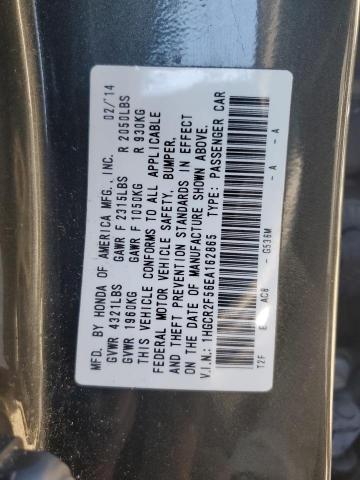 MFD. BY HONDA OF AMERICA MFG., INC. 02/14
GVWR 4321LBS GAWR F 2315LBS R 2050LBS
GVWR 1960KG GAWR F 1050KG R 930KG
THIS VEHICLE CONFORMS TO ALL APPLICABLE
FEDERAL MOTOR VEHICLE SAFETY, BUMPER,
AND THEFT PREVENTION STANDARDS IN EFFECT
ON THE DATE OF MANUFACTURE SHOWN ABOVE.
V.I.N.: 1HGCR2F56EA162865 TYPE: PASSENGER CAR
T2F E AC8 - G536M - A - A